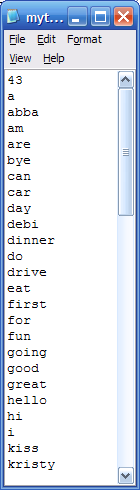 myt...
File Edit Format
View Help
43
a
abba
am
are
bye
can
car
day
debi
dinner
do
drive
eat
first
for
fun
going
good
great
hello
hi
i
kiss
kristy